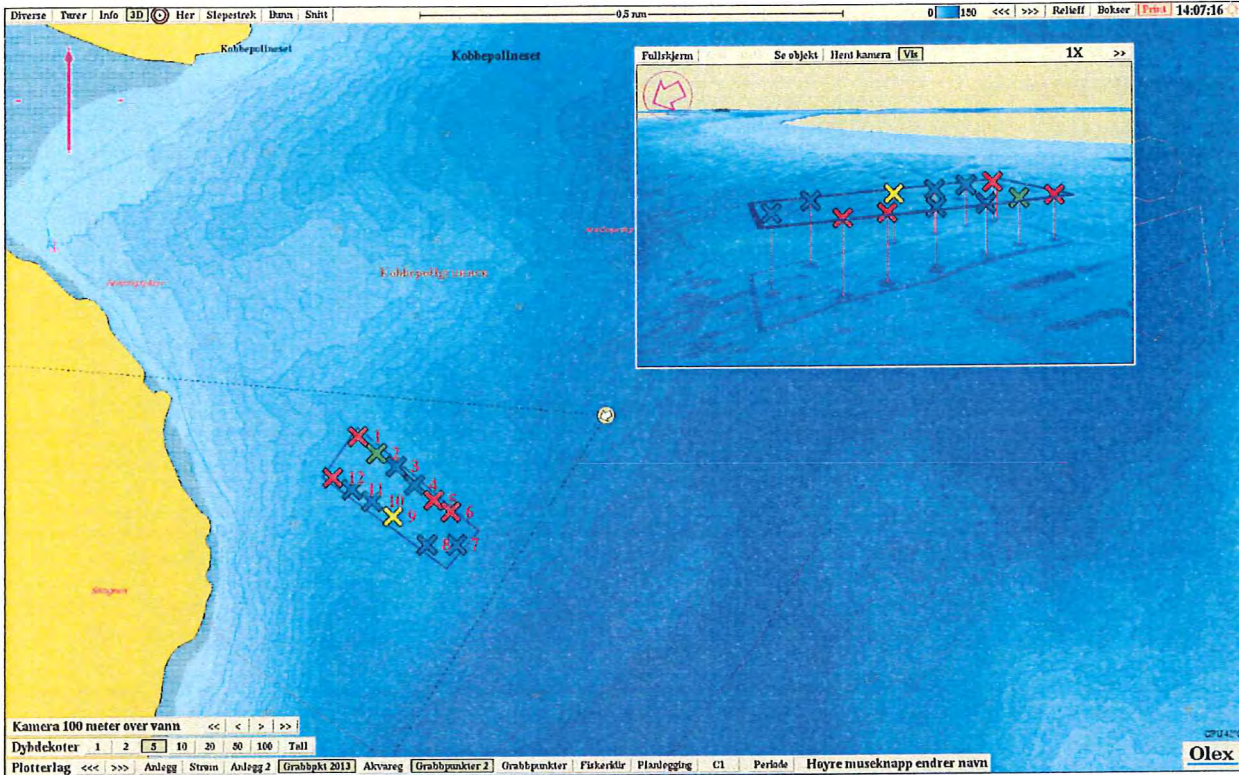 Diverse Turer Info 3D Her Slepestrek Bunn Snitt 0,5 nm 0 150 <<< >>> Relieff Bokser Print 14:07:16
Kobbepollneset
Kobbepollneset
Fullskjerm Se objekt Hent kamera Vis 1X >>
1
2
3
4
5
6
12
11
10
9
8
7
Kamera 100 meter over vann << < > >>
Dybdekoter 1 2 5 10 20 50 100 Tall
Olex
Plotterlag <<< >>> Anlegg Strøm Anlegg 2 Grabbpkt 2013 Akvareg Grabbpunkter 2 Grabbpunkter Fiskeridir Planlegging C1 Periode Høyre museknapp endrer navn